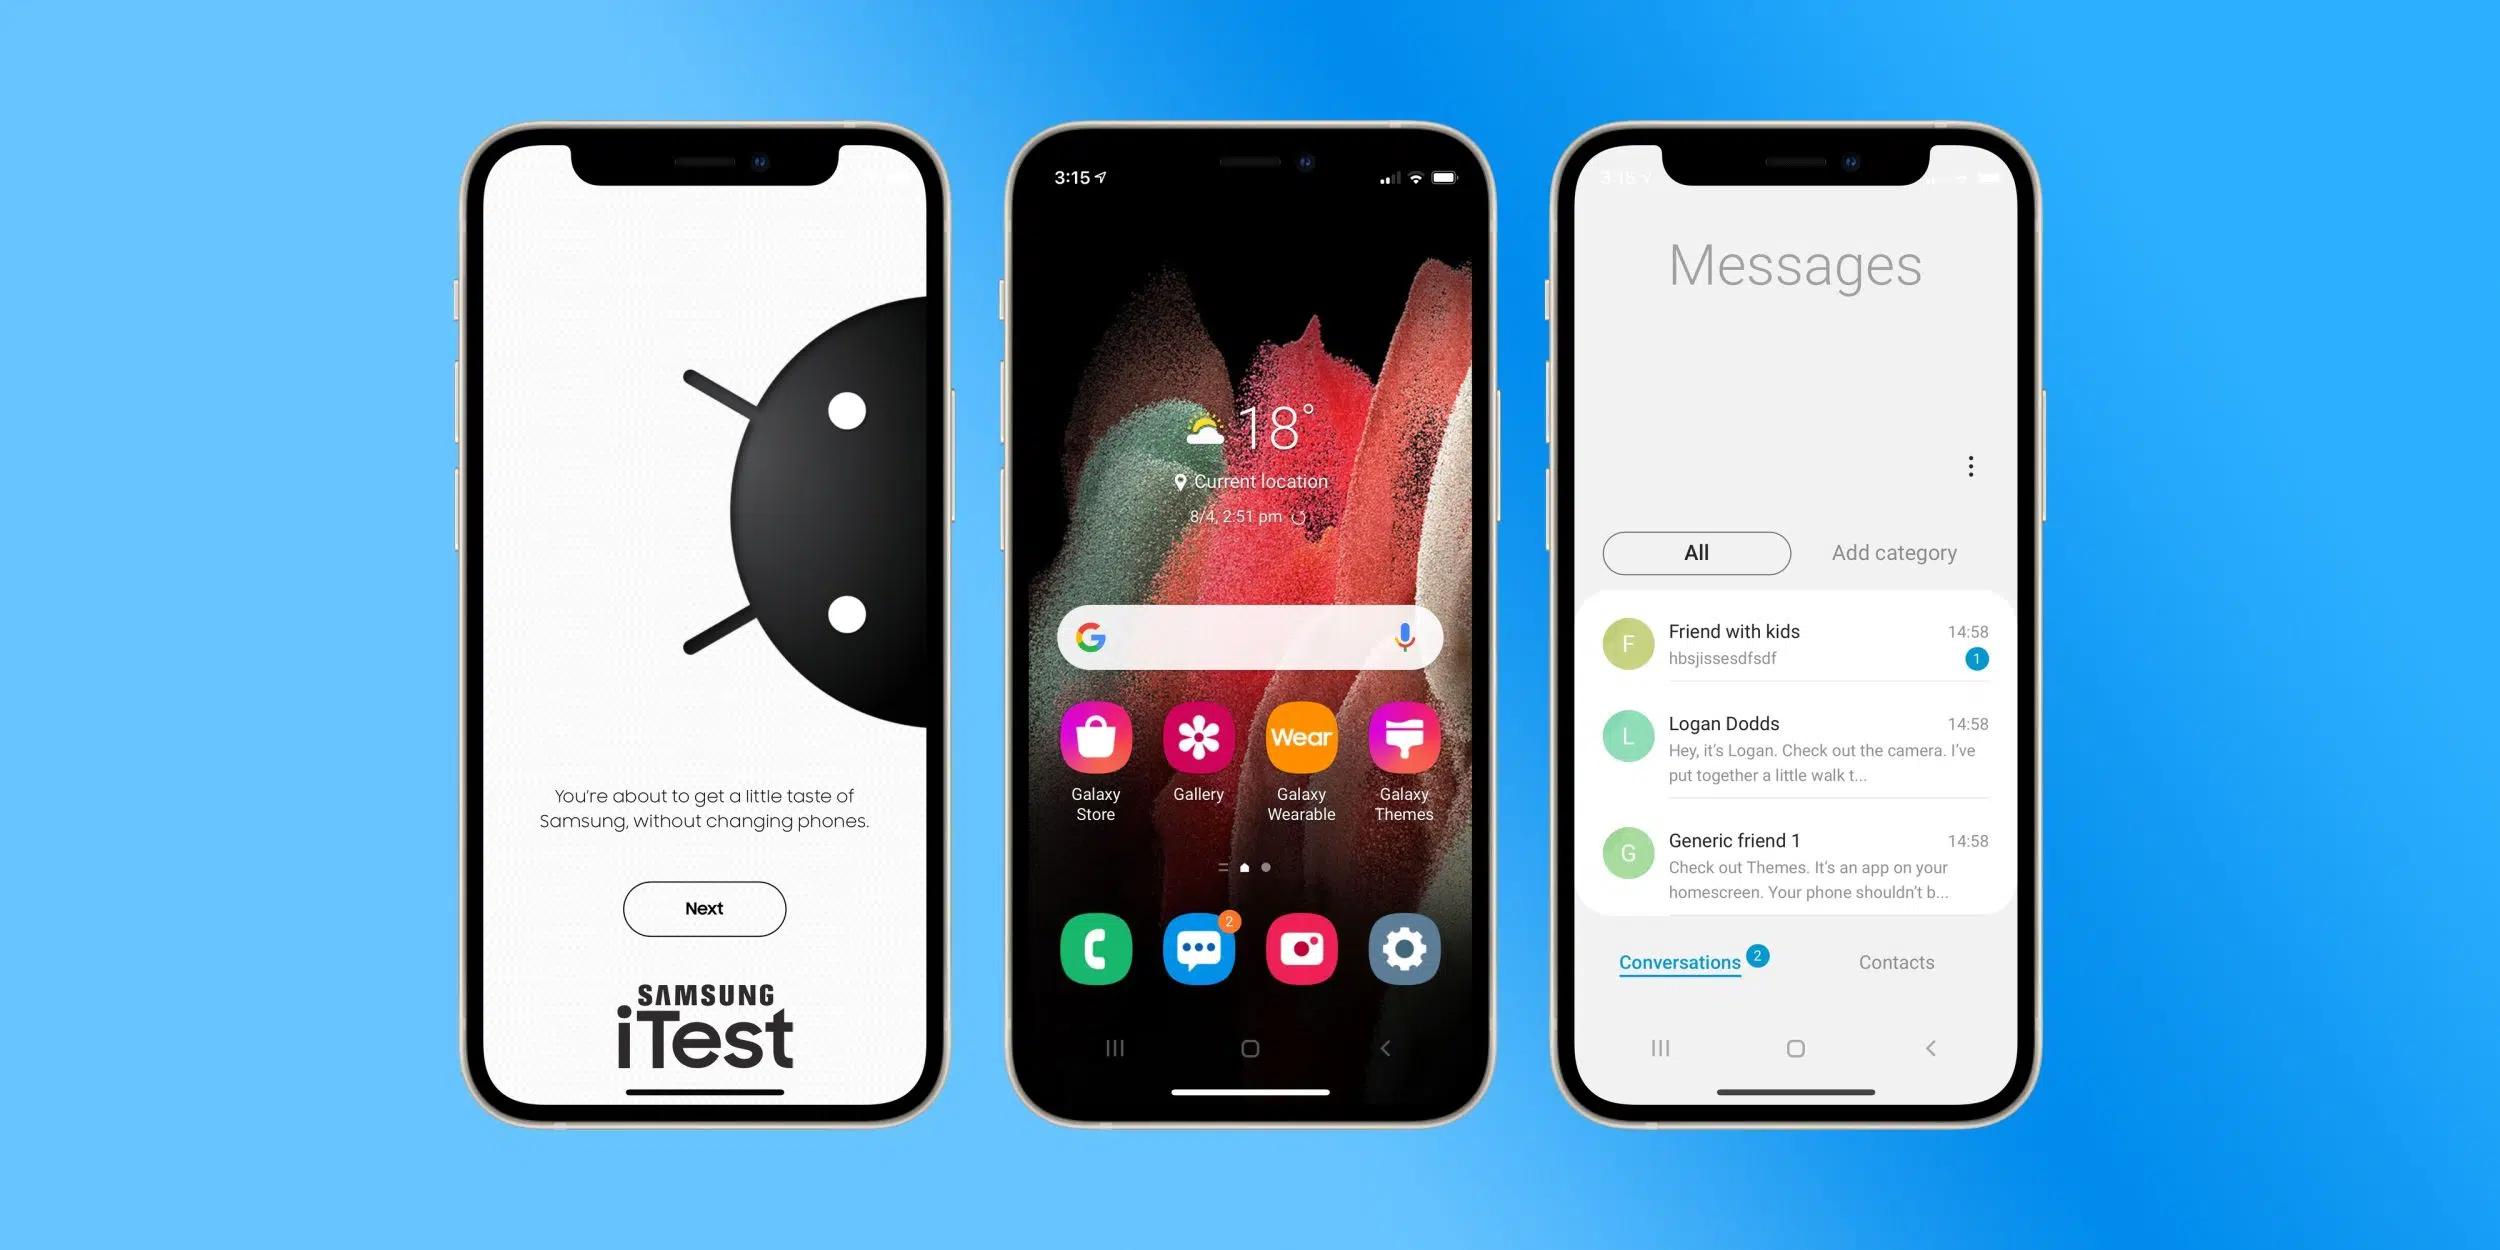 You're about to get a little taste of
Samsung, without changing phones.
Next
SAMSUNG
iTest
3:15
18°
Current location
8/4, 2:51 pm
Wear
Galaxy
Store
Gallery
Galaxy
Wearable
Galaxy
Themes
2
3:15
Messages
All
Add category
F
Friend with kids
14:58
hbsjissesdfsdf
1
L
Logan Dodds
14:58
Hey, it's Logan. Check out the camera. I've
put together a little walk t...
G
Generic friend 1
14:58
Check out Themes. It's an app on your
homescreen. Your phone shouldn't b...
Conversations 2
Contacts